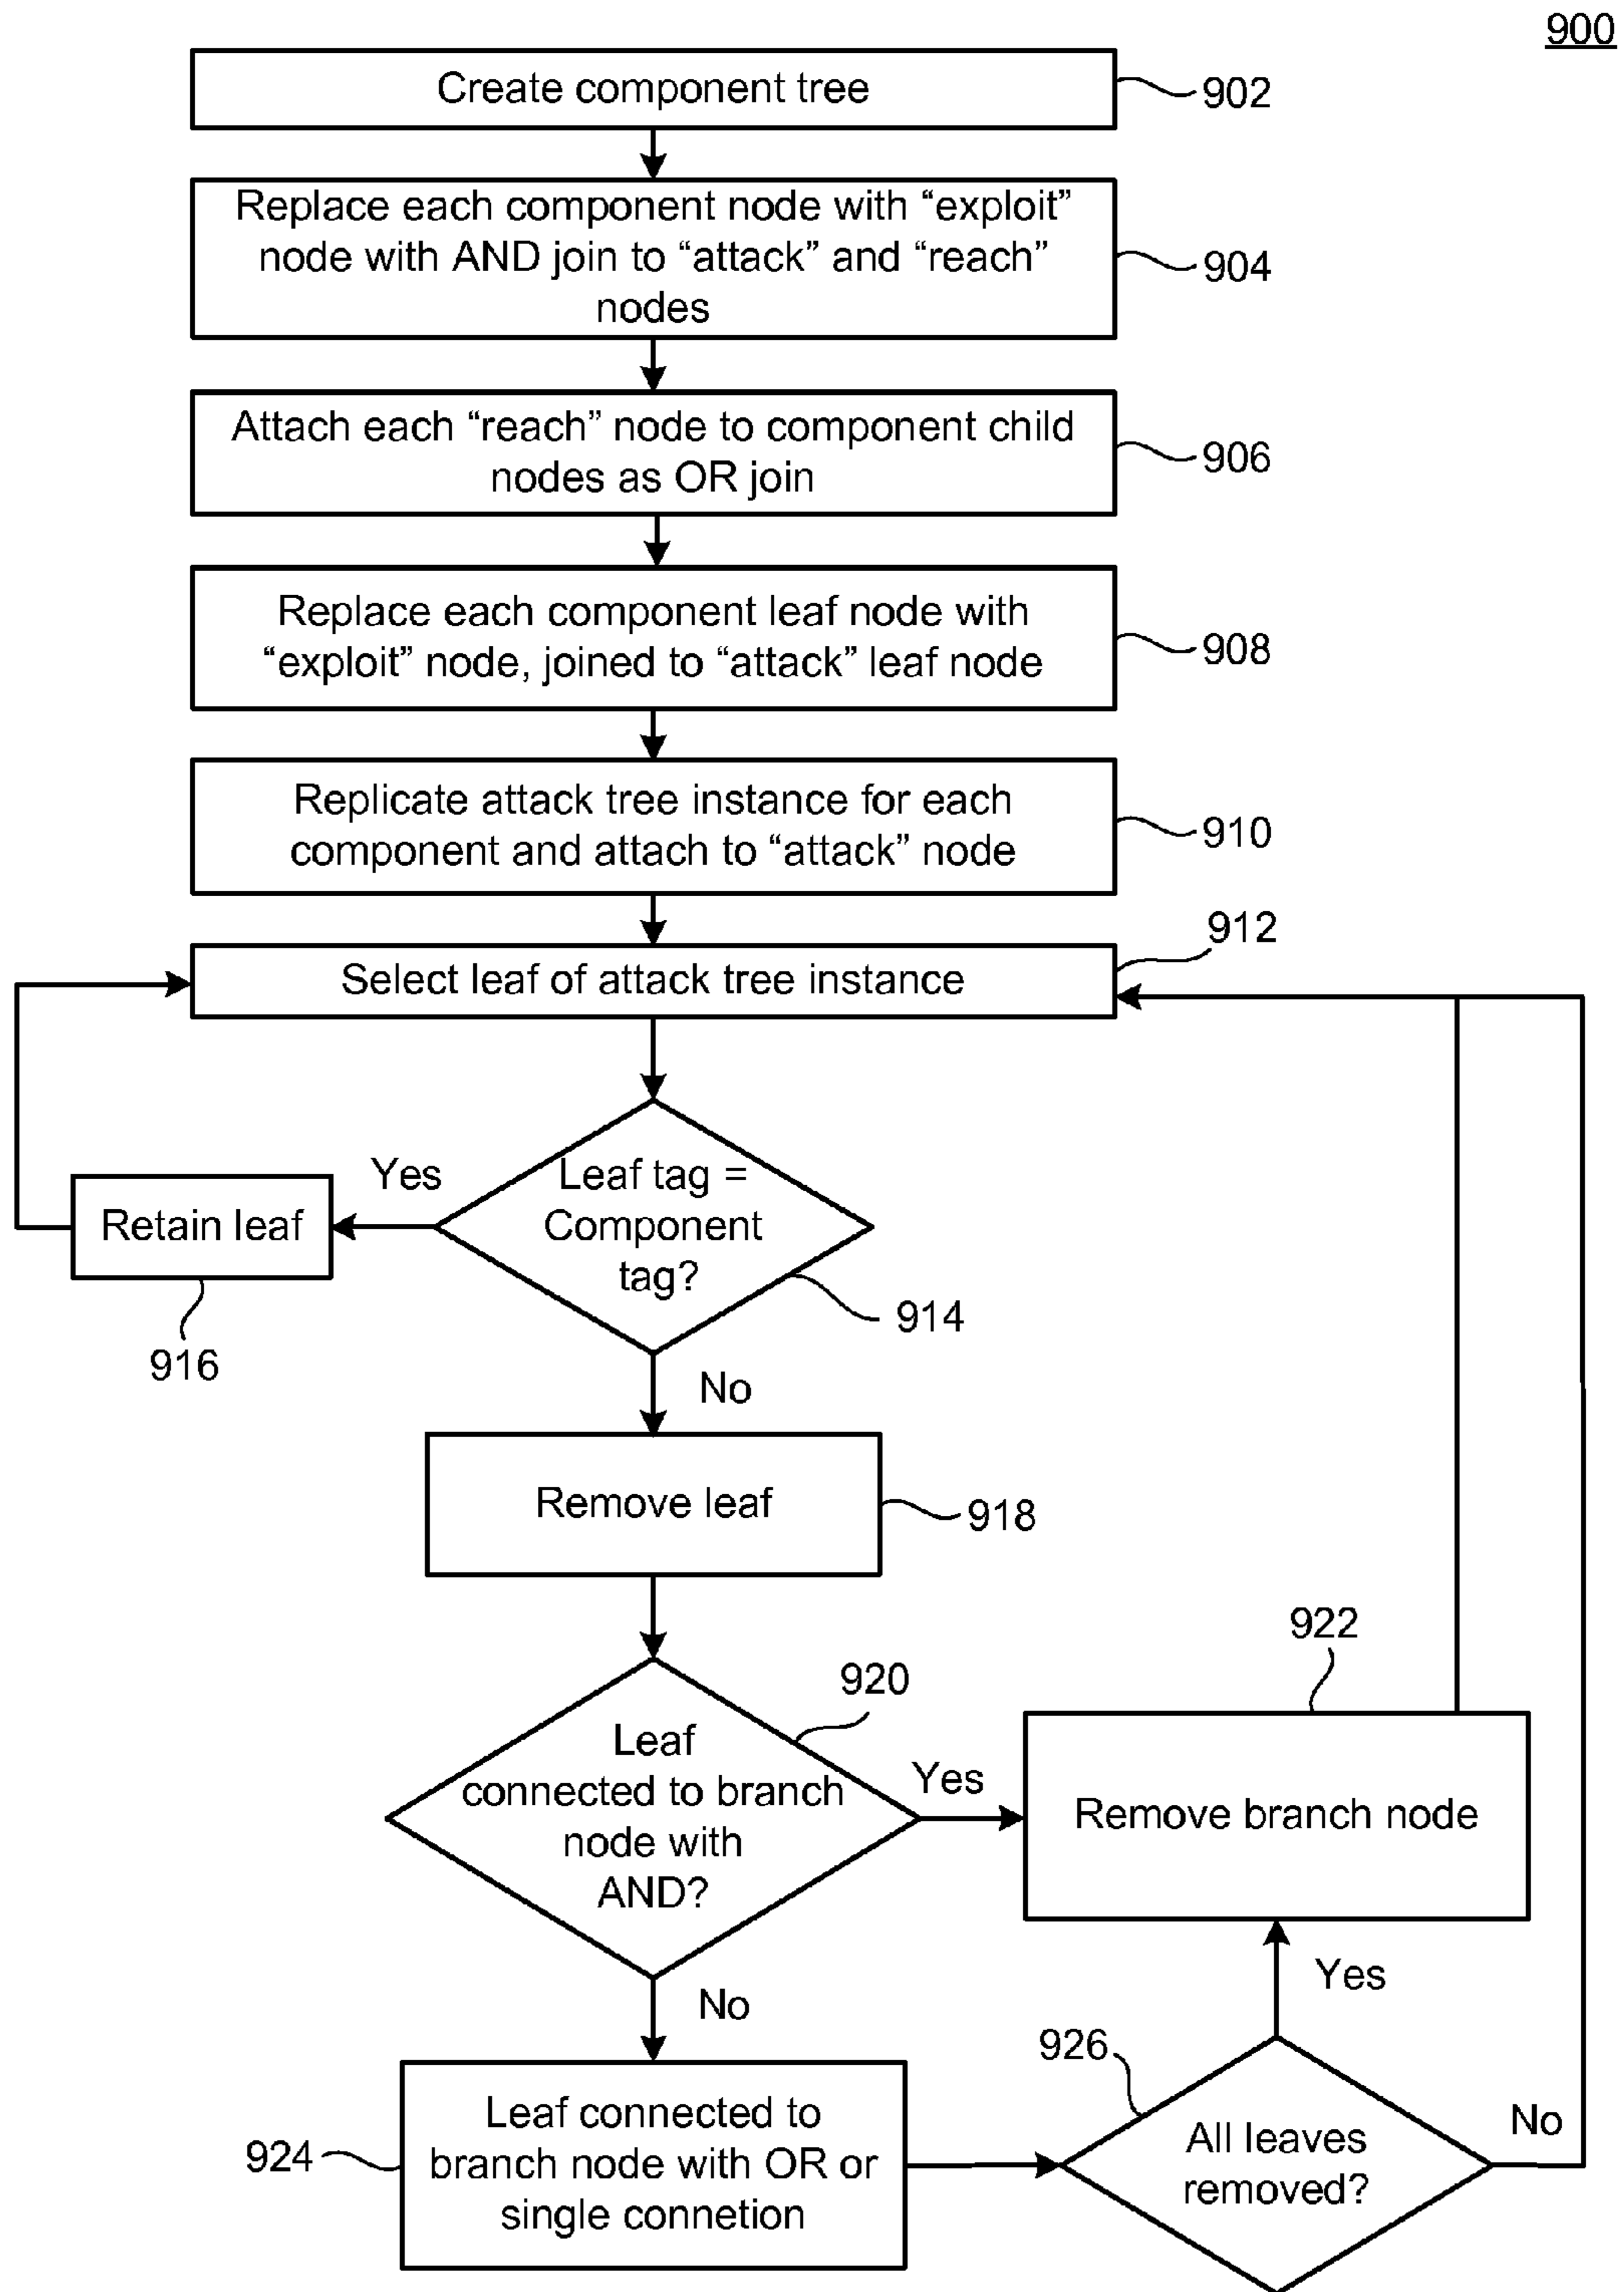 900
Create component tree
902
Replace each component node with “exploit”
node with AND join to “attack” and “reach”
nodes
904
Attach each “reach” node to component child
nodes as OR join
906
Replace each component leaf node with
“exploit” node, joined to “attack” leaf node
908
Replicate attack tree instance for each
component and attach to “attack” node
910
912
Select leaf of attack tree instance
Leaf tag =
Component
tag?
914
Yes
Retain leaf
916
No
Remove leaf
918
920
Leaf
connected to branch
node with
AND?
Yes
922
Remove branch node
No
924
Leaf connected to
branch node with OR or
single connetion
926
All leaves
removed?
Yes
No